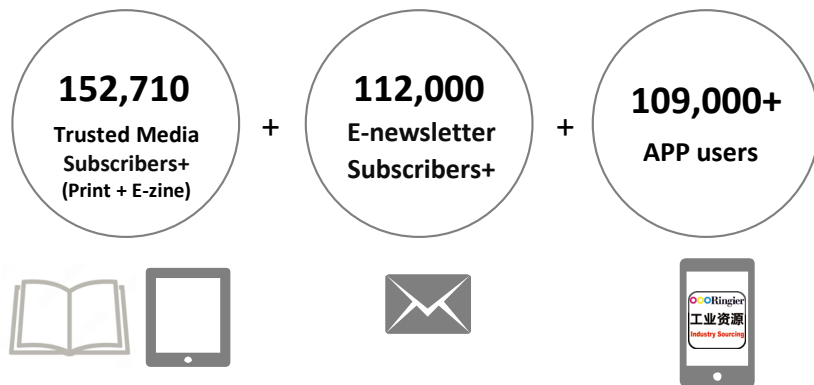 152,710
Trusted Media
Subscribers+
(Print + E-zine)
+
112,000
E-newsletter
Subscribers+
+
109,000+
APP users
Ringier
工业资源
Industry Sourcing